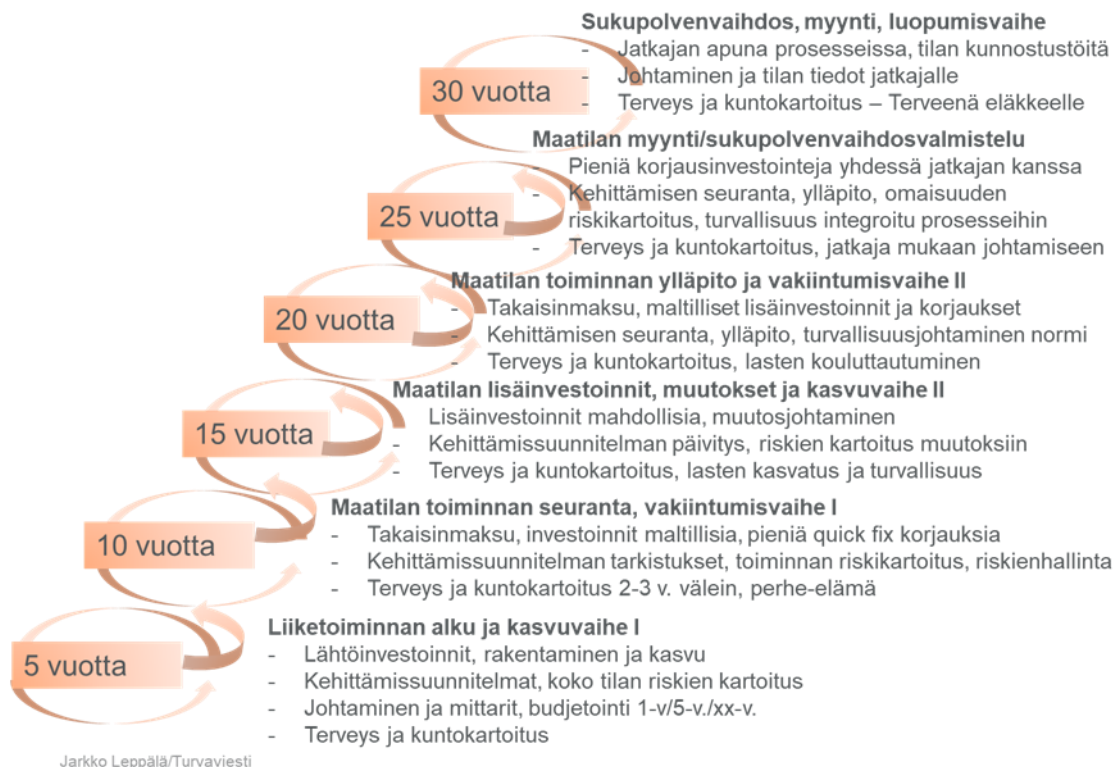 Sukupolvenvaihdos, myynti, luopumisvaihe
- Jatkajan apuna prosesseissa, tilan kunnostustöitä
30 vuotta
- Johtaminen ja tilan tiedot jatkajalle
- Terveys ja kuntokartoitus – Terveenä eläkkeelle
Maatilan myynti/sukupolvenvaihdosvalmistelu
- Pieniä korjausinvestointeja yhdessä jatkajan kanssa
25 vuotta
- Kehittämisen seuranta, ylläpito, omaisuuden
- riskikartoitus, turvallisuus integroitu prosesseihin
- Terveys ja kuntokartoitus, jatkaja mukaan johtamiseen
Maatilan toiminnan ylläpito ja vakiintumisvaihe II
- Takaisinmaksu, maltilliset lisäinvestoinnit ja korjaukset
20 vuotta
- Kehittämisen seuranta, ylläpito, turvallisuusjohtaminen normi
- Terveys ja kuntokartoitus, lasten kouluttautuminen
Maatilan lisäinvestoinnit, muutokset ja kasvuvaihe II
Lisäinvestoinnit mahdollisia, muutosjohtaminen
15 vuotta
- Kehittämissuunnitelman päivitys, riskien kartoitus muutoksiin
- Terveys ja kuntokartoitus, lasten kasvatus ja turvallisuus
Maatilan toiminnan seuranta, vakiintumisvaihe I
- Takaisinmaksu, investoinnit maltillisia, pieniä quick fix korjauksia
10 vuotta
- Kehittämissuunnitelman tarkistukset, toiminnan riskikartoitus, riskienhallinta
- Terveys ja kuntokartoitus 2-3 v. välein, perhe-elämä
Liiketoiminnan alku ja kasvuvaihe I
- Lähtöinvestoinnit, rakentaminen ja kasvu
5 vuotta
- Kehittämissuunnitelmat, koko tilan riskien kartoitus
- Johtaminen ja mittarit, budjetointi 1-v/5-v./xx-v.
- Terveys ja kuntokartoitus
Jarkko Leppälä/Turvaviesti